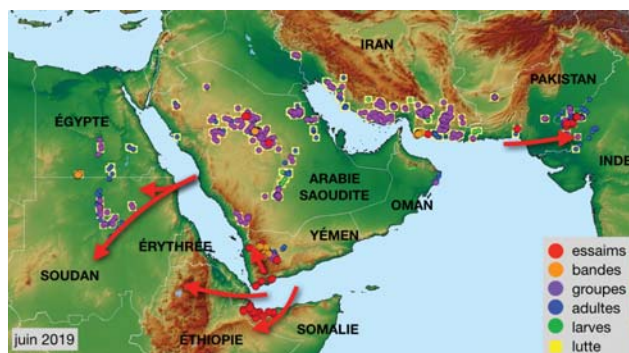 IRAN
PAKISTAN
ÉGYPTE
INDE
ARABIE
SAOUDITE
OMAN
ÉRYTHRÉE
YÉMEN
SOUDAN
ÉTHIOPIE
SOMALIE
essaims
bandes
groupes
adultes
larves
lutte
juin 2019